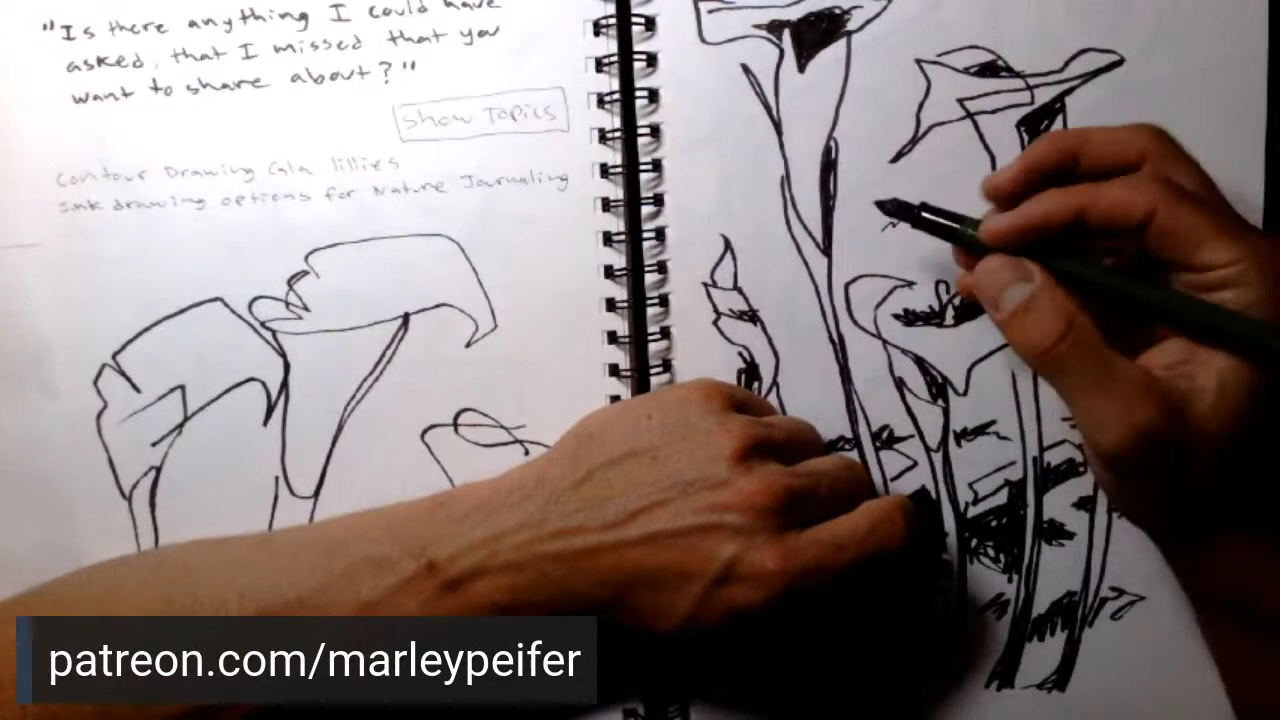 "Is there anything I could have
asked, that I missed that you
want to share about?"
Show Topics
Contour Drawing Cala lillies
Ink drawing options for Nature Journaling
patreon.com/marleypeifer